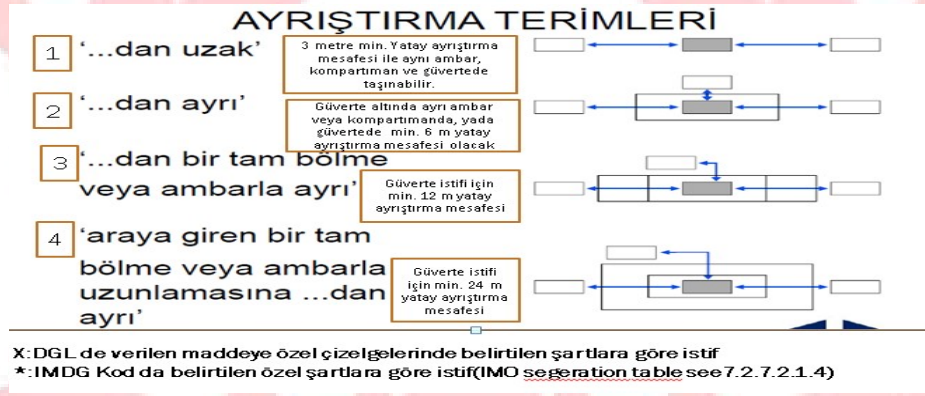 AYRIŞTIRMA TERİMLERİ
1
‘...dan uzak’
3 metre min. Yatay ayrıştırma
mesafesi ile aynı ambar,
kompartıman ve güvertede
taşınabilir.
2
‘...dan ayrı’
Güverte altında ayrı ambar
veya kompartımanda, yada
güvertede min. 6 m yatay
ayrıştırma mesafesi olacak
3
‘...dan bir tam bölme
veya ambarla ayrı’
Güverte istifi için
min. 12 m yatay
ayrıştırma mesafesi
4
‘araya giren bir tam
bölme veya ambarla
uzunlamasına ...dan
ayrı’
Güverte istifi
için min. 24 m
yatay ayrıştırma
mesafesi
X:DGL de verilen maddeye özel çizelgelerinde belirtilen şartlara göre istif
*:IMDG Kod da belirtilen özel şartlara göre istif(IMO segeration table see7.2.7.2.1.4)